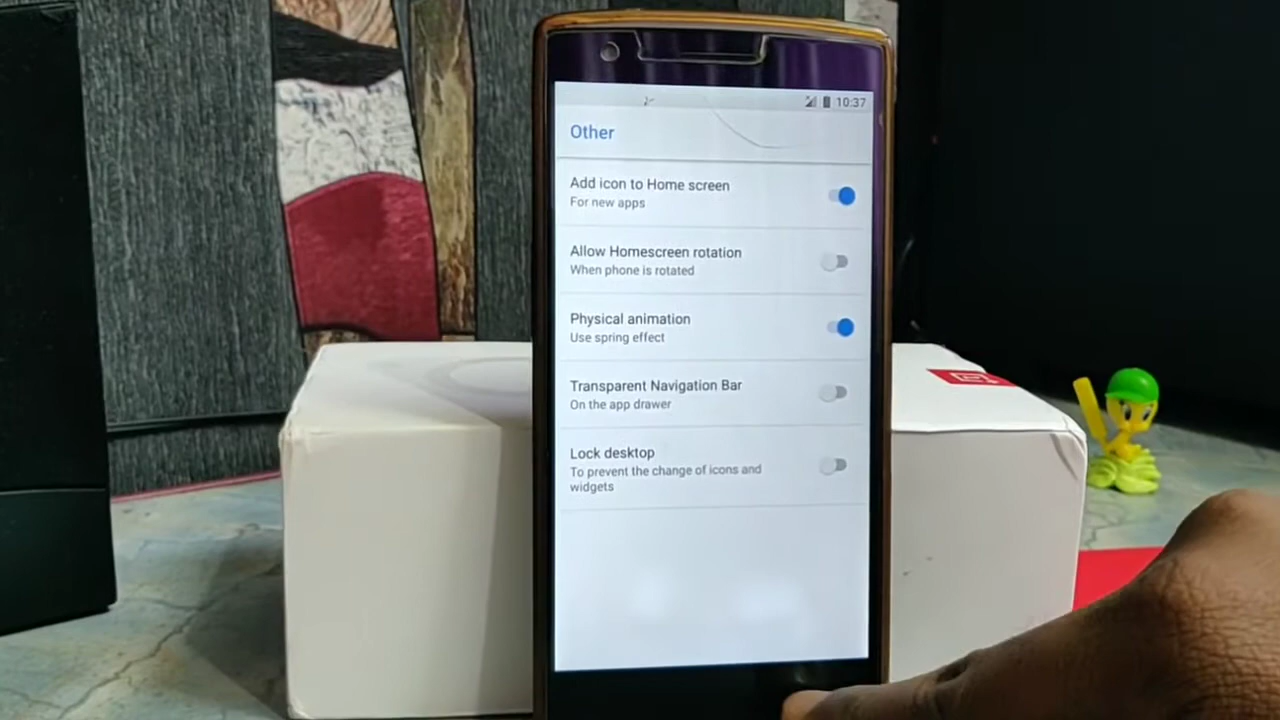 10:37
Other
Add icon to Home screen
For new apps
Allow Homescreen rotation
When phone is rotated
Physical animation
Use spring effect
Transparent Navigation Bar
On the app drawer
Lock desktop
To prevent the change of icons and
widgets